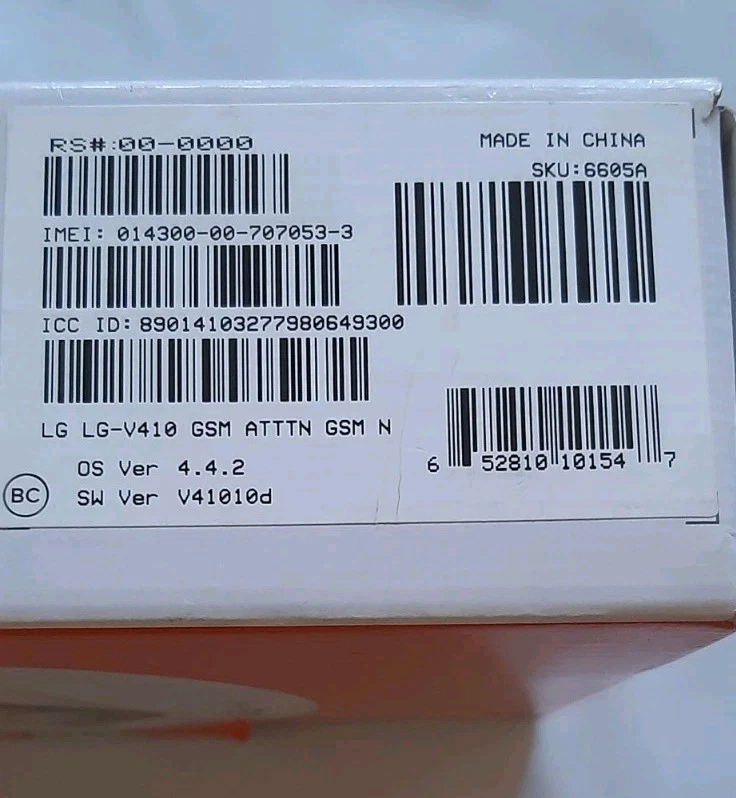 RS#:00-0000
MADE IN CHINA
SKU:6605A
IMEI: 014300-00-707053-3
ICC ID: 89014103277980649300
LG LG-V410 GSM ATTTN GSM N
6 52810 10154 7
OS Ver 4.4.2
BC
SW Ver V41010d